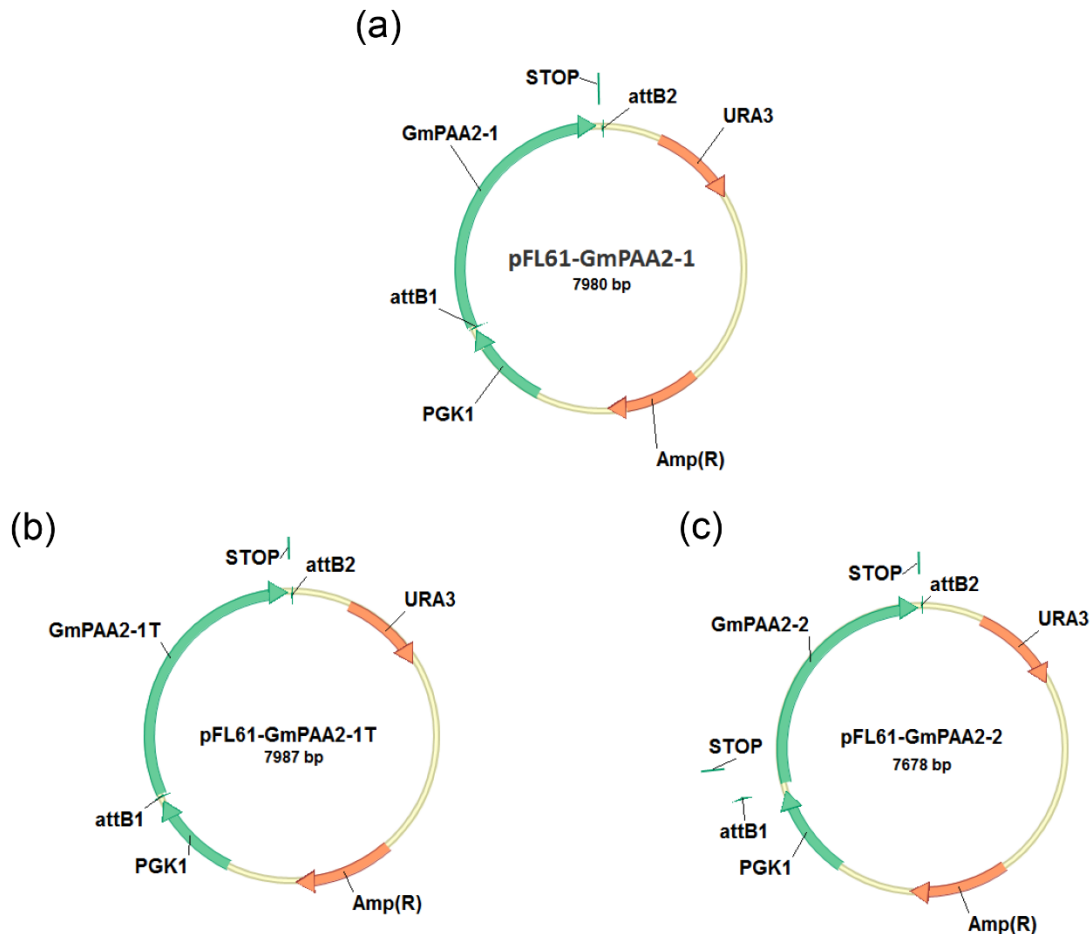 (a)
STOP
attB2
URA3
GmPAA2-1
pFL61-GmPAA2-1
7980 bp
attB1
PGK1
Amp(R)
(b)
STOP
attB2
URA3
GmPAA2-1T
pFL61-GmPAA2-1T
7987 bp
attB1
PGK1
Amp(R)
(c)
STOP
attB2
URA3
GmPAA2-2
pFL61-GmPAA2-2
7678 bp
STOP
attB1
PGK1
Amp(R)